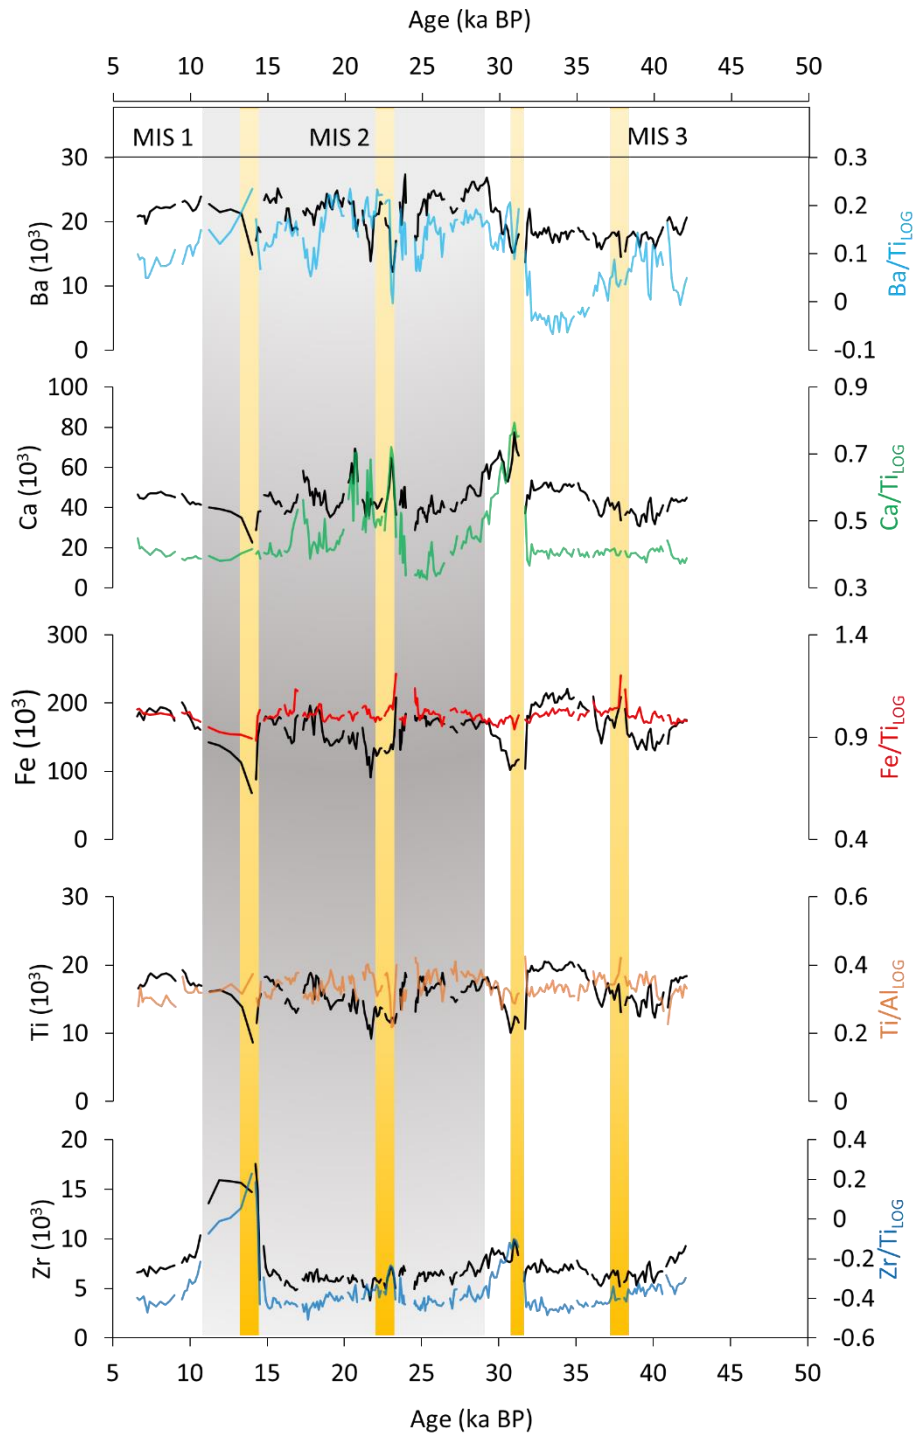 Age (ka BP)
5 10 15 20 25 30 35 40 45 50
MIS 1 MIS 2 MIS 3
30 0.3
20 0.2
0.1
10 0
0 -0.1
Ba (10³)
Ba/TiLOG
100 0.9
80
60 0.7
40 0.5
20
0 0.3
Ca (10³)
Ca/TiLOG
300 1.4
200
0.9
100
0 0.4
Fe (10³)
Fe/TiLOG
30 0.6
20 0.4
10 0.2
0 0
Ti (10³)
Ti/AlLOG
20 0.4
0.2
15
0
10
-0.2
5
-0.4
0 -0.6
Zr (10³)
Zr/TiLOG
5 10 15 20 25 30 35 40 45 50
Age (ka BP)